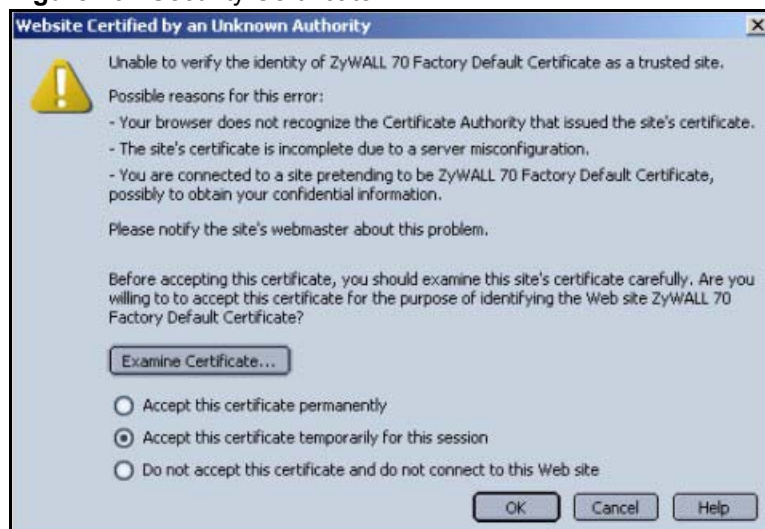 Website Certified by an Unknown Authority
Unable to verify the identity of ZyWALL 70 Factory Default Certificate as a trusted site.
Possible reasons for this error:
- Your browser does not recognize the Certificate Authority that issued the site's certificate.
- The site's certificate is incomplete due to a server misconfiguration.
- You are connected to a site pretending to be ZyWALL 70 Factory Default Certificate,
possibly to obtain your confidential information.
Please notify the site's webmaster about this problem.
Before accepting this certificate, you should examine this site's certificate carefully. Are you
willing to to accept this certificate for the purpose of identifying the Web site ZyWALL 70
Factory Default Certificate?
Examine Certificate...
Accept this certificate permanently
Accept this certificate temporarily for this session
Do not accept this certificate and do not connect to this Web site
OK Cancel Help